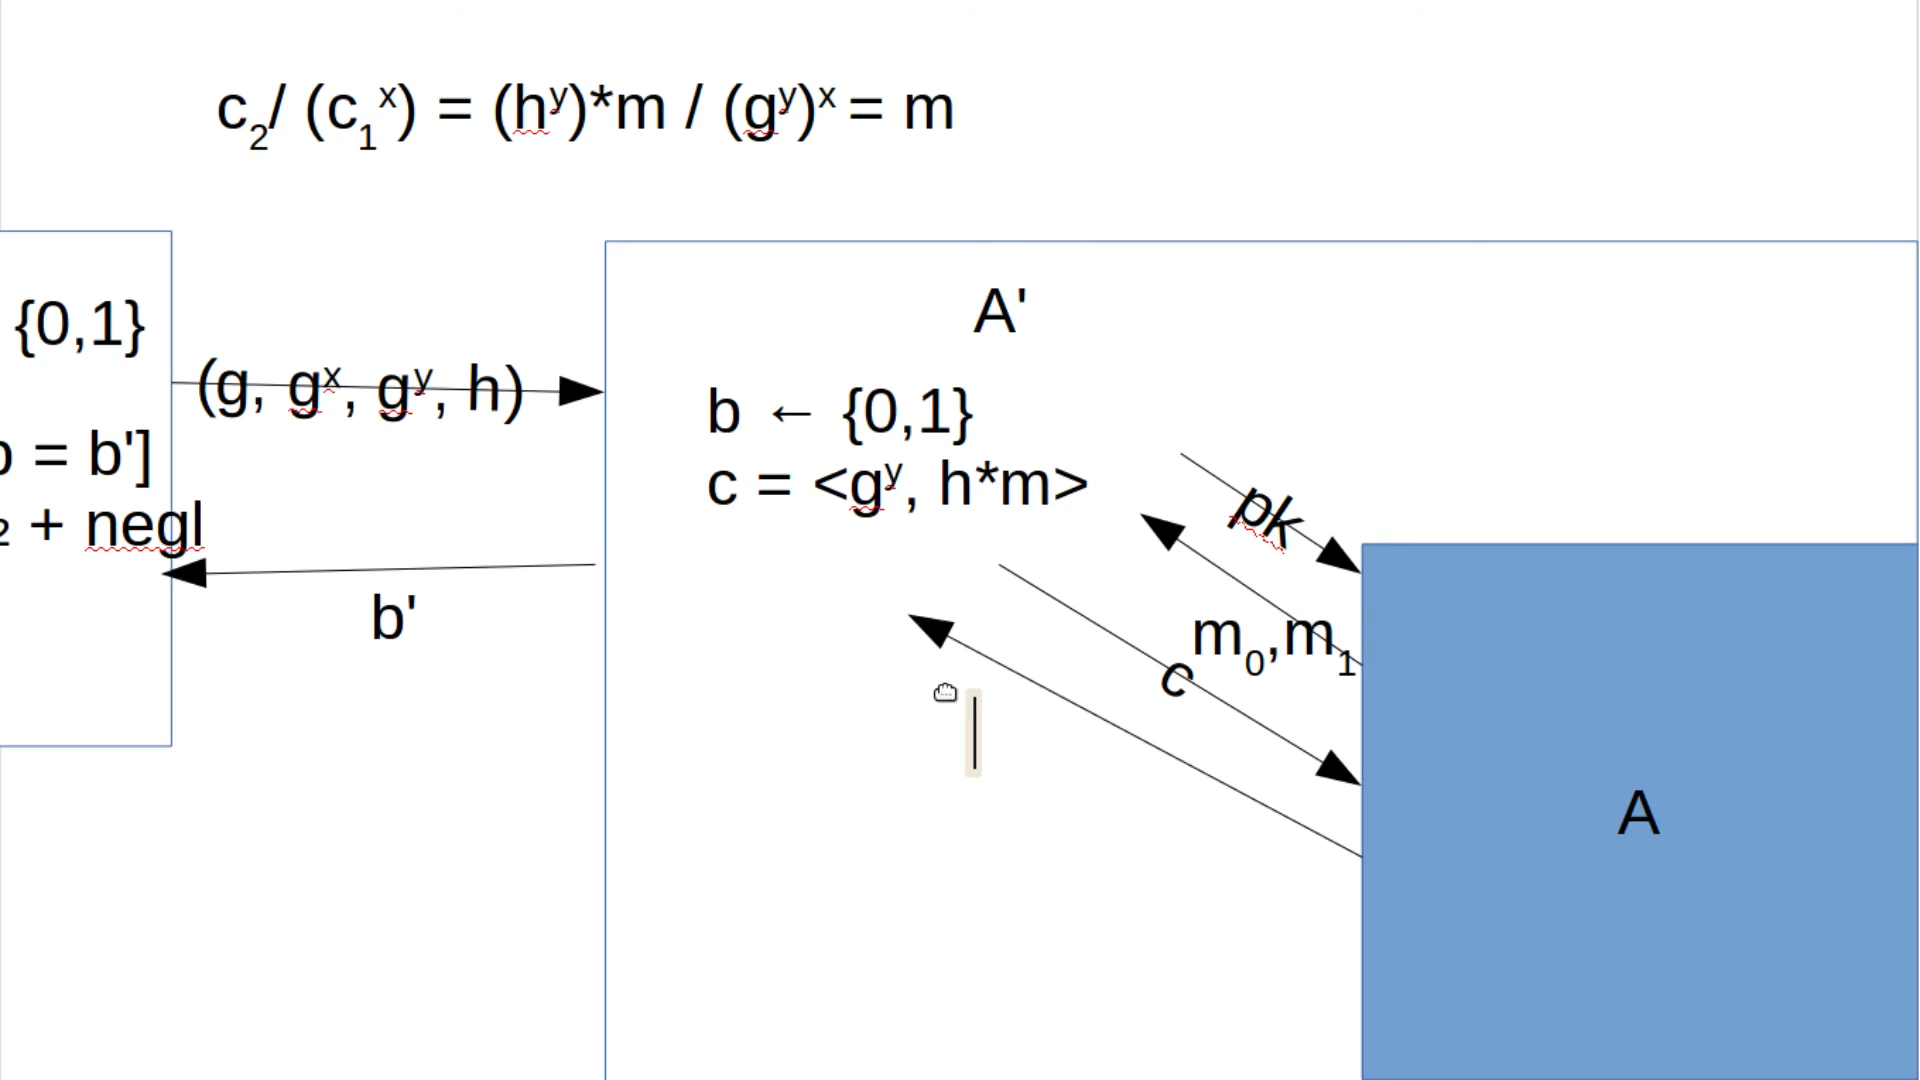 c₂/ (c₁ˣ) = (hʸ)*m / (gʸ)ˣ = m
{0,1}
= b']
+ negl
(g, gˣ, gʸ, h)
b'
A'
b ← {0,1}
c = <gʸ, h*m>
pk
m₀,m₁
c
A